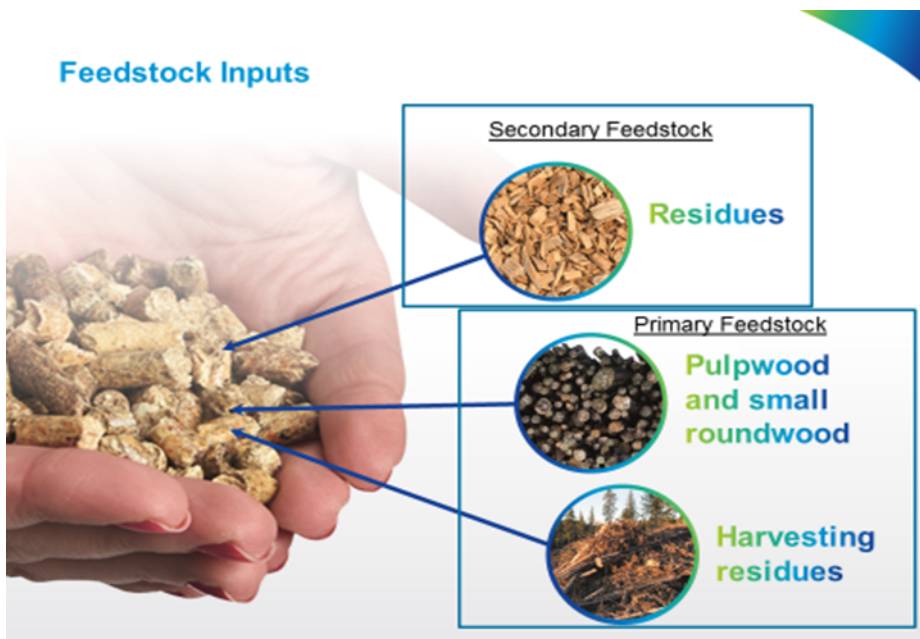 Feedstock Inputs
Secondary Feedstock
Residues
Primary Feedstock
Pulpwood
and small
roundwood
Harvesting
residues